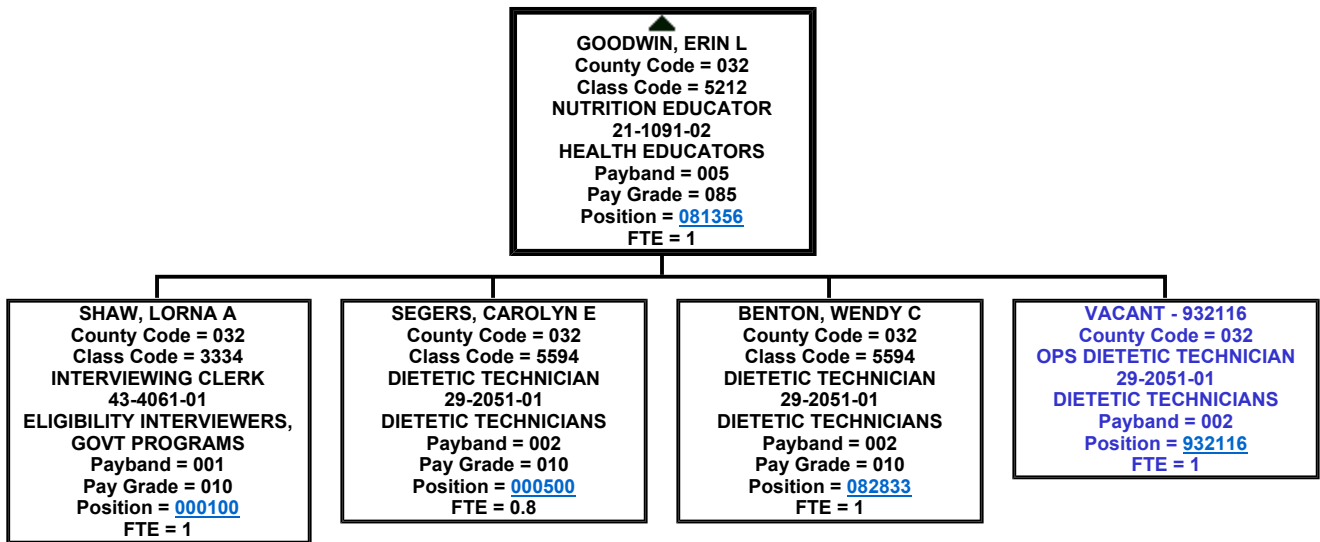 GOODWIN, ERIN L
County Code = 032
Class Code = 5212
NUTRITION EDUCATOR
21-1091-02
HEALTH EDUCATORS
Payband = 005
Pay Grade = 085
Position = 081356
FTE = 1
SHAW, LORNA A
County Code = 032
Class Code = 3334
INTERVIEWING CLERK
43-4061-01
ELIGIBILITY INTERVIEWERS,
GOVT PROGRAMS
Payband = 001
Pay Grade = 010
Position = 000100
FTE = 1
SEGERS, CAROLYN E
County Code = 032
Class Code = 5594
DIETETIC TECHNICIAN
29-2051-01
DIETETIC TECHNICIANS
Payband = 002
Pay Grade = 010
Position = 000500
FTE = 0.8
BENTON, WENDY C
County Code = 032
Class Code = 5594
DIETETIC TECHNICIAN
29-2051-01
DIETETIC TECHNICIANS
Payband = 002
Pay Grade = 010
Position = 082833
FTE = 1
VACANT - 932116
County Code = 032
OPS DIETETIC TECHNICIAN
29-2051-01
DIETETIC TECHNICIANS
Payband = 002
Position = 932116
FTE = 1